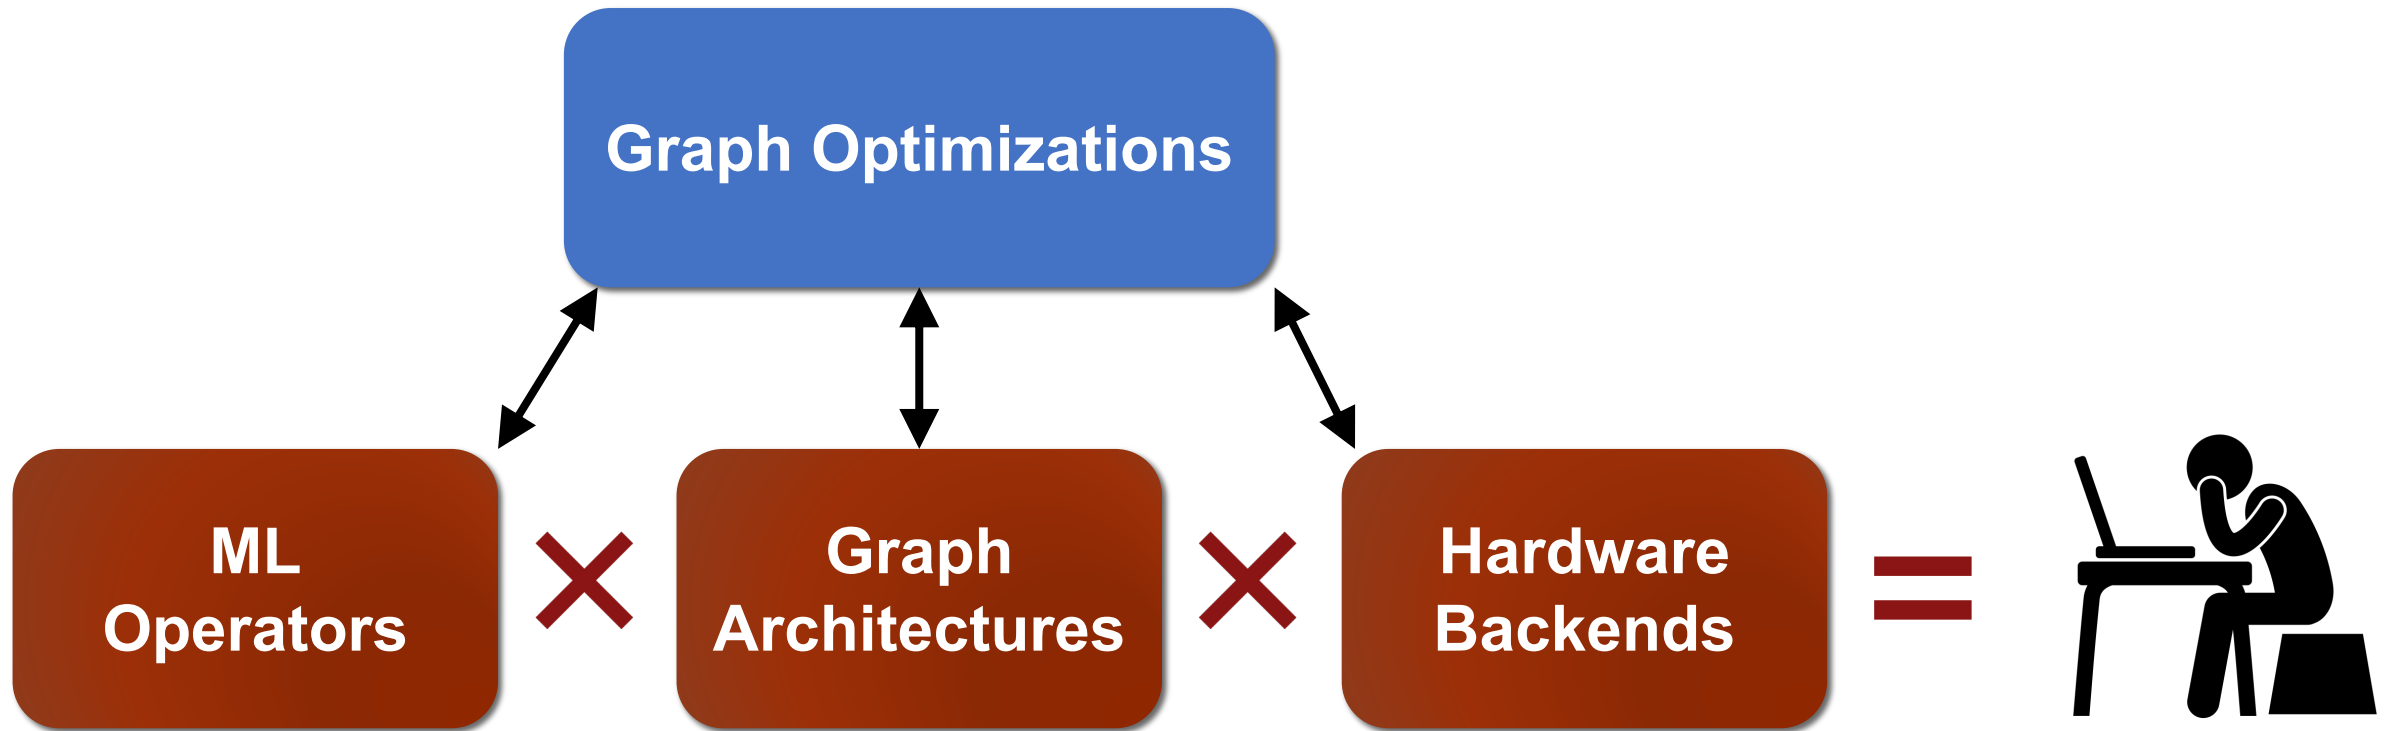 Graph Optimizations
ML
Operators
×
Graph
Architectures
×
Hardware
Backends
=